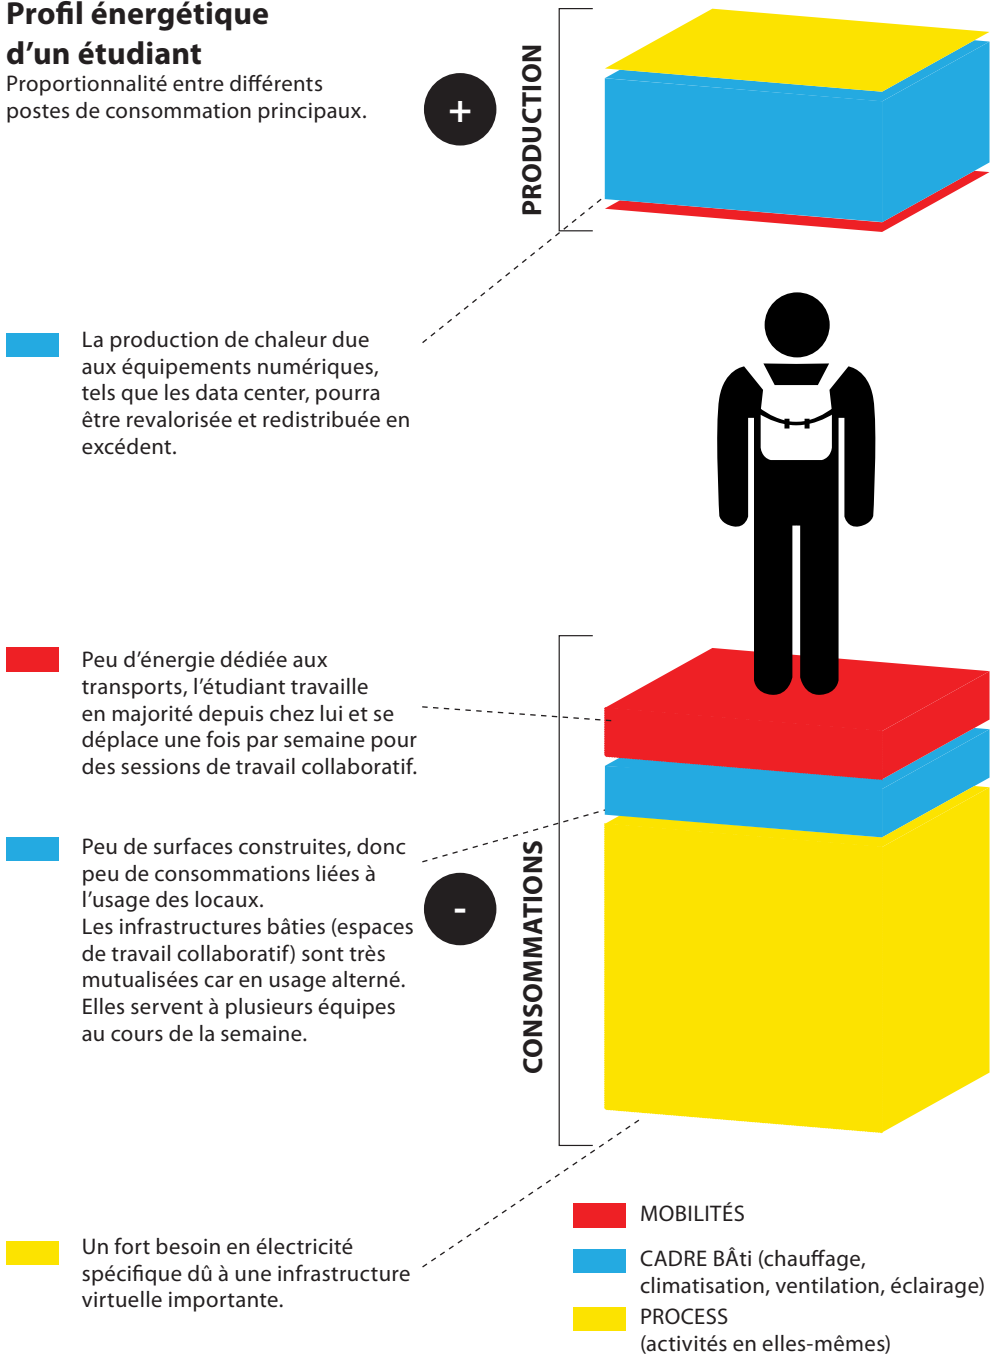 Profil énergétique
d’un étudiant
Proportionnalité entre différents
postes de consommation principaux.
+
PRODUCTION
La production de chaleur due
aux équipements numériques,
tels que les data center, pourra
être revalorisée et redistribuée en
excédent.
Peu d’énergie dédiée aux
transports, l’étudiant travaille
en majorité depuis chez lui et se
déplace une fois par semaine pour
des sessions de travail collaboratif.
Peu de surfaces construites, donc
peu de consommations liées à
l’usage des locaux.
Les infrastructures bâties (espaces
de travail collaboratif) sont très
mutualisées car en usage alterné.
Elles servent à plusieurs équipes
au cours de la semaine.
-
CONSOMMATIONS
Un fort besoin en électricité
spécifique dû à une infrastructure
virtuelle importante.
MOBILITÉS
CADRE BÂti (chauffage,
climatisation, ventilation, éclairage)
PROCESS
(activités en elles-mêmes)